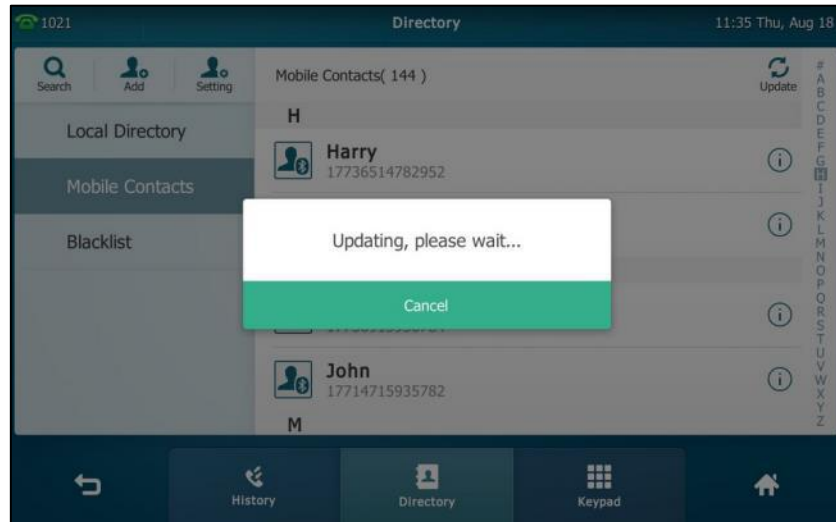 1021
Directory
11:35 Thu, Aug 18
Search
Add
Setting
Mobile Contacts( 144 )
Update
Local Directory
Mobile Contacts
Blacklist
H
Harry
17736514782952
Updating, please wait...
Cancel
John
17714715935782
M
#
A
B
C
D
E
F
G
H
I
J
K
L
M
N
O
P
Q
R
S
T
U
V
W
X
Y
Z
History
Directory
Keypad